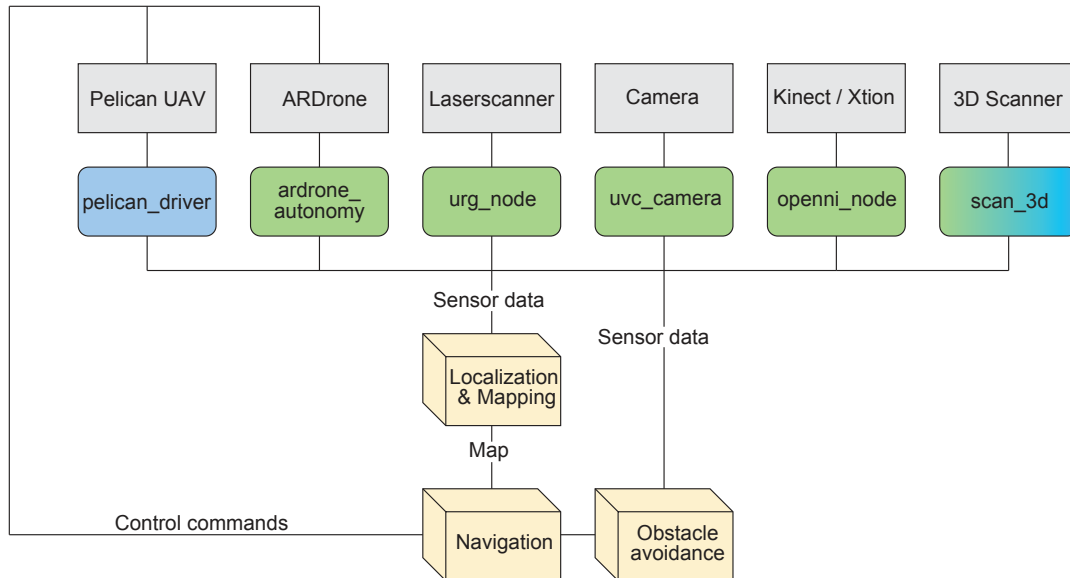 Pelican UAV
ARDrone
Laserscanner
Camera
Kinect / Xtion
3D Scanner
pelican_driver
ardrone_
autonomy
urg_node
uvc_camera
openni_node
scan_3d
Sensor data
Sensor data
Localization
& Mapping
Map
Control commands
Navigation
Obstacle
avoidance